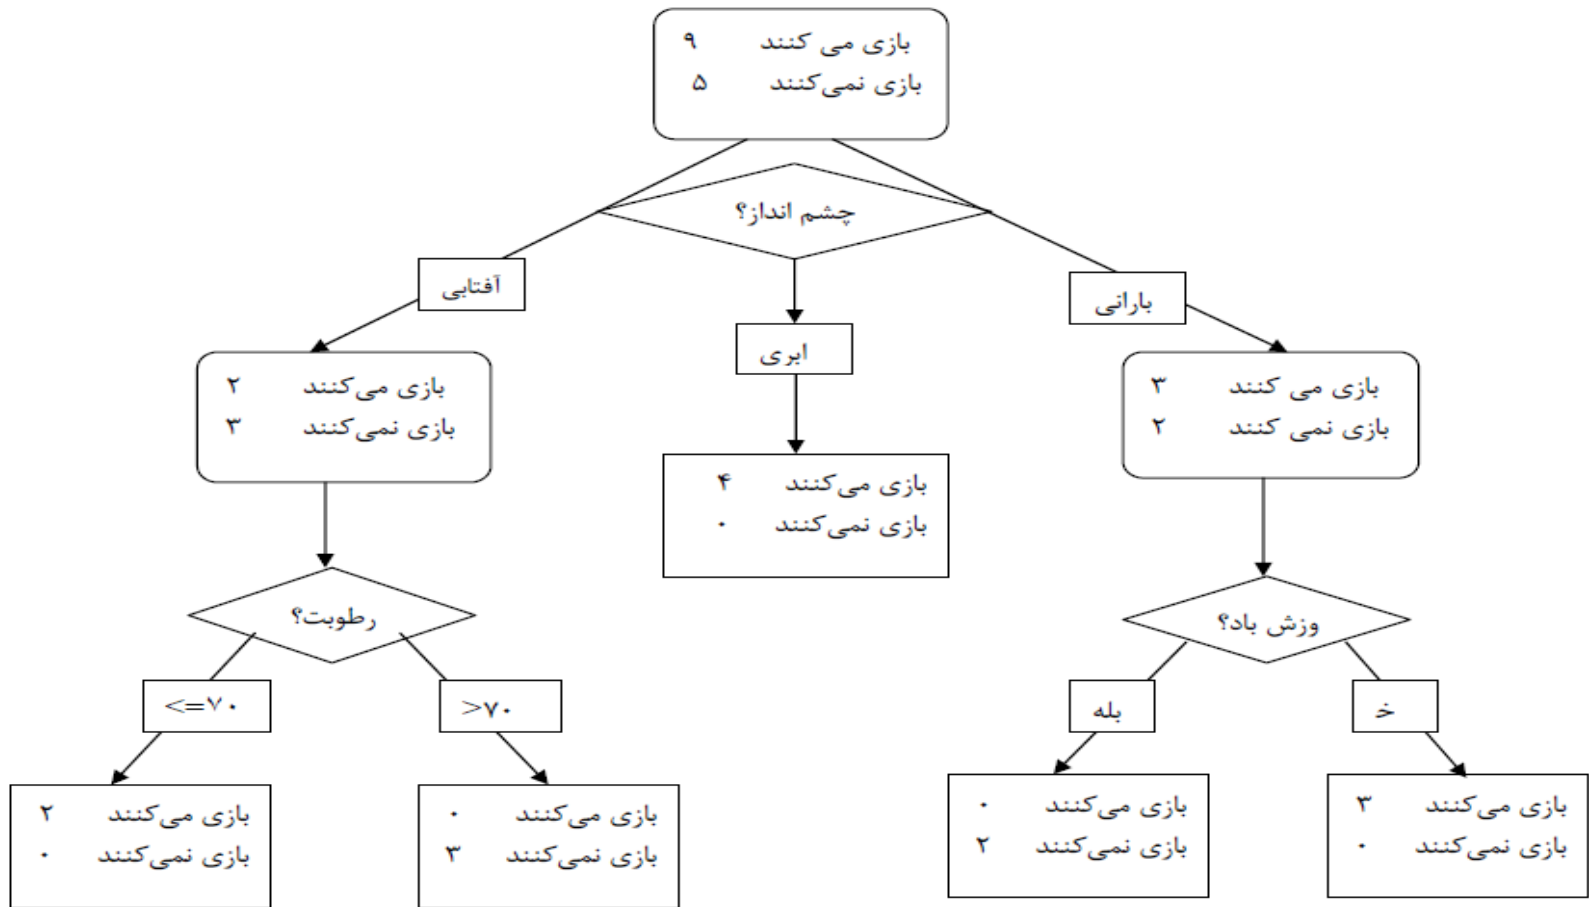 بازی می کنند ۹
بازی نمی‌کنند ۵
چشم انداز؟
آفتابی
ابری
بارانی
بازی می‌کنند ۲
بازی نمی‌کنند ۳
بازی می‌کنند ۴
بازی نمی‌کنند ۰
بازی می کنند ۳
بازی نمی کنند ۲
رطوبت؟
وزش باد؟
<=۷۰
>۷۰
بله
خ
بازی می‌کنند ۲
بازی نمی‌کنند ۰
بازی می‌کنند ۰
بازی نمی‌کنند ۳
بازی می‌کنند ۰
بازی نمی‌کنند ۲
بازی می‌کنند ۳
بازی نمی‌کنند ۰